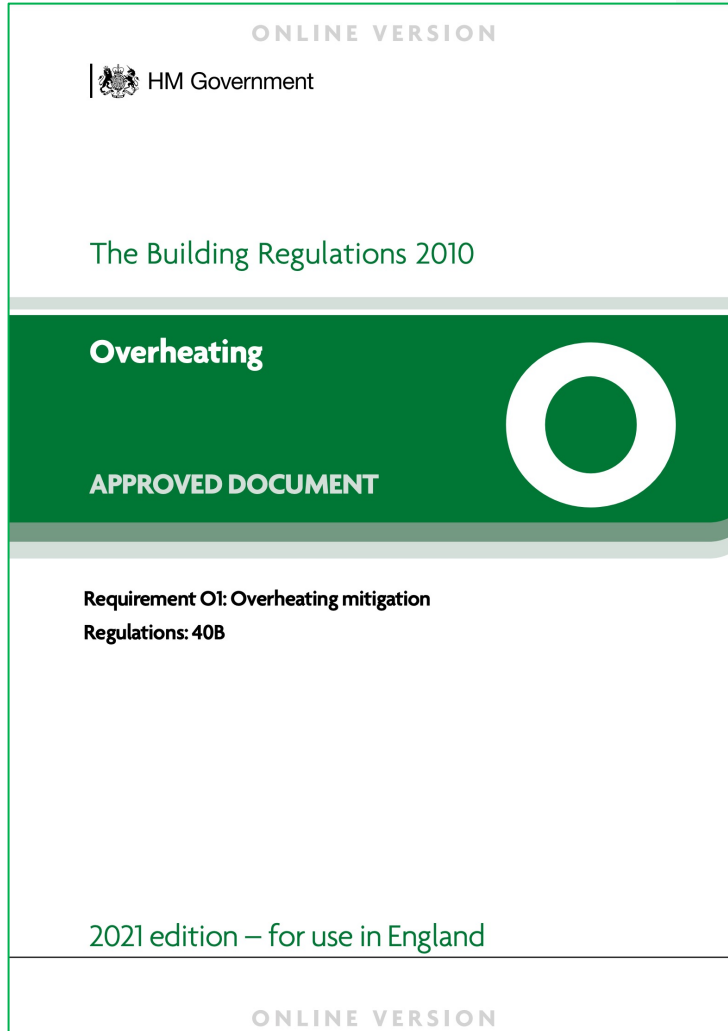 ONLINE VERSION
HM Government
The Building Regulations 2010
Overheating
O
APPROVED DOCUMENT
Requirement O1: Overheating mitigation
Regulations: 40B
2021 edition – for use in England
ONLINE VERSION